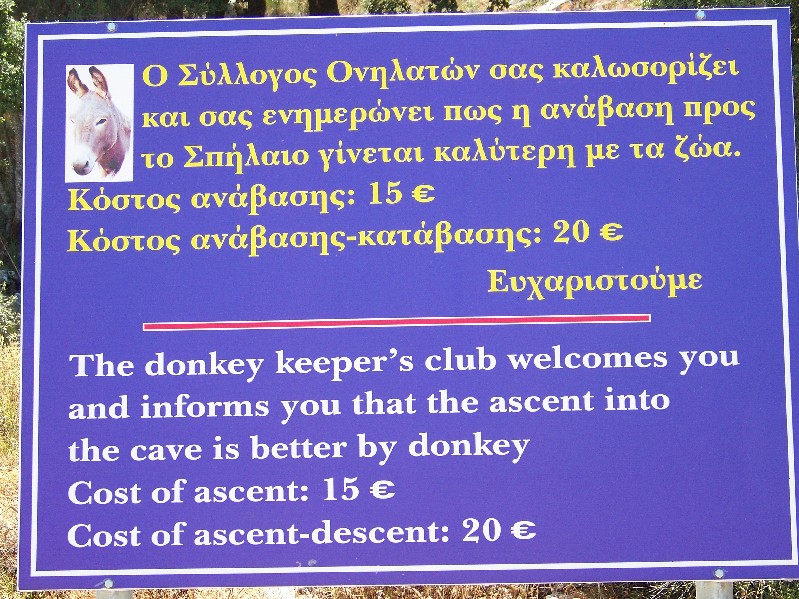 Ο Σύλλογος Ονηλατών σας καλωσορίζει
και σας ενημερώνει πως η ανάβαση προς
το Σπήλαιο γίνεται καλύτερη με τα ζώα.
Κόστος ανάβασης: 15 €
Κόστος ανάβασης-κατάβασης: 20 €
Ευχαριστούμε
The donkey keeper's club welcomes you
and informs you that the ascent into
the cave is better by donkey
Cost of ascent: 15 €
Cost of ascent-descent: 20 €